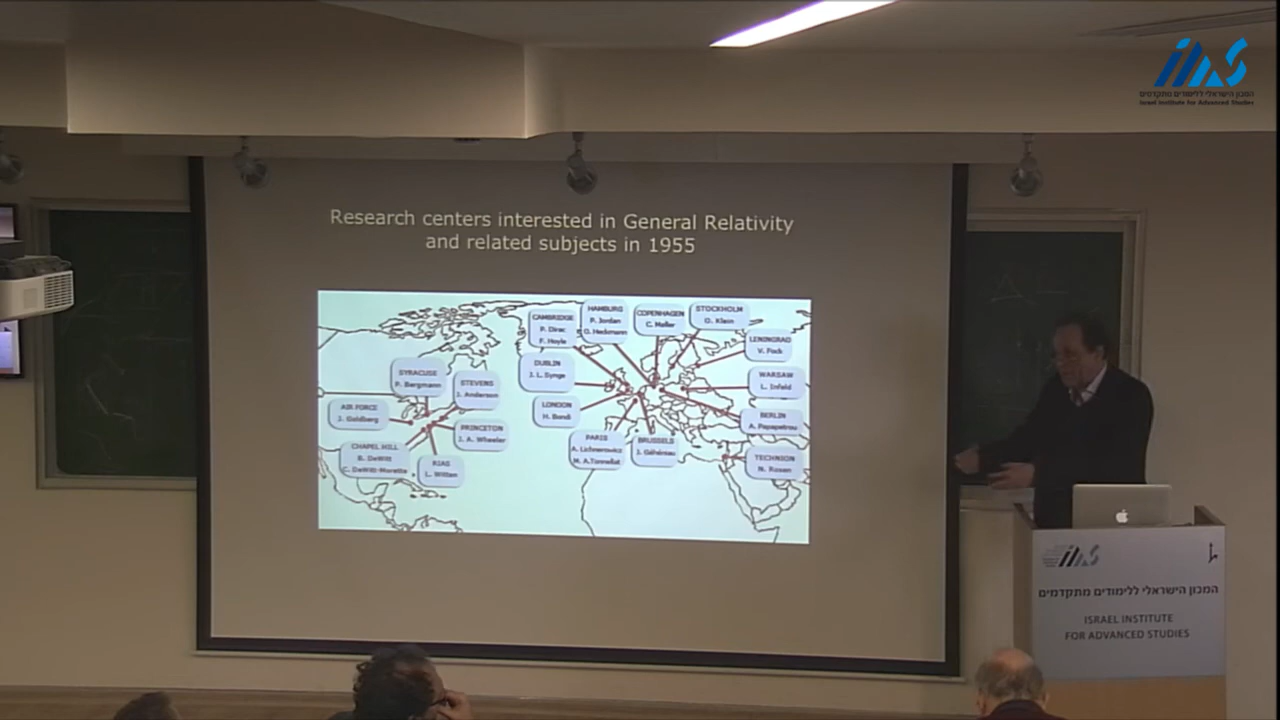 ias
המכון הישראלי ללימודים מתקדמים
Israel Institute for Advanced Studies
Research centers interested in General Relativity
and related subjects in 1955
CAMBRIDGE
P. Dirac
F. Hoyle
HAMBURG
P. Jordan
O. Heckmann
COPENHAGEN
C. Møller
STOCKHOLM
O. Klein
LENINGRAD
V. Fock
DUBLIN
J. L. Synge
WARSAW
L. Infeld
LONDON
H. Bondi
BERLIN
A. Papapetrou
PARIS
A. Lichnerowicz
M. A.Tonnelat
BRUSSELS
J. Géhéniau
TECHNION
N. Rosen
SYRACUSE
P. Bergmann
STEVENS
J. Anderson
AIR FORCE
J. Goldberg
PRINCETON
J. A. Wheeler
CHAPEL HILL
B. DeWitt
C. DeWitt-Morette
RIAS
L. Witten
ias
המכון הישראלי ללימודים מתקדמים
ISRAEL INSTITUTE
FOR ADVANCED STUDIES